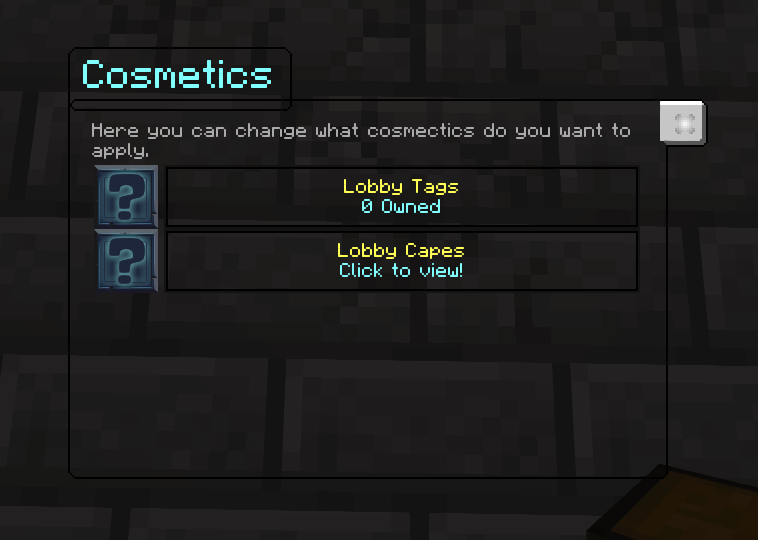 Cosmetics
Here you can change what cosmectics do you want to
apply.
Lobby Tags
0 Owned
Lobby Capes
Click to view!